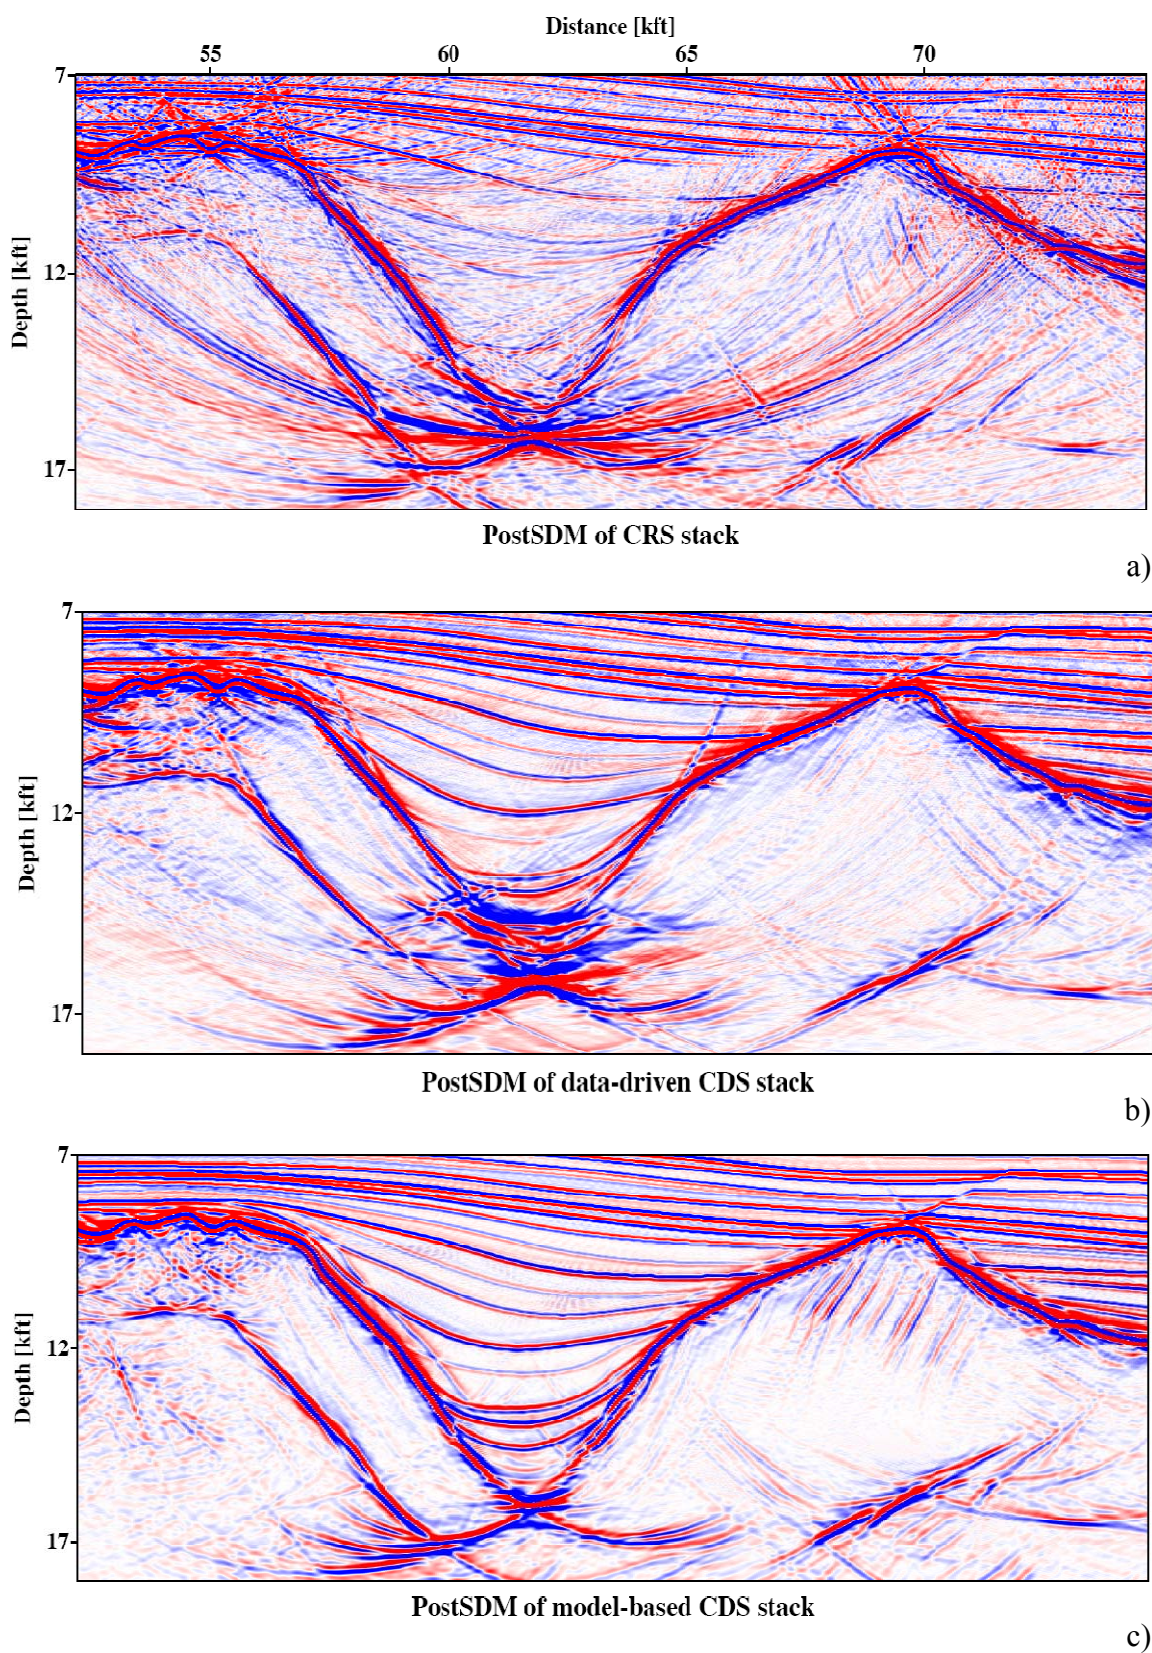 Distance [kft]
55 60 65 70
7
12
17
Depth [kft]
PostSDM of CRS stack
a)
7
12
17
Depth [kft]
PostSDM of data-driven CDS stack
b)
7
12
17
Depth [kft]
PostSDM of model-based CDS stack
c)